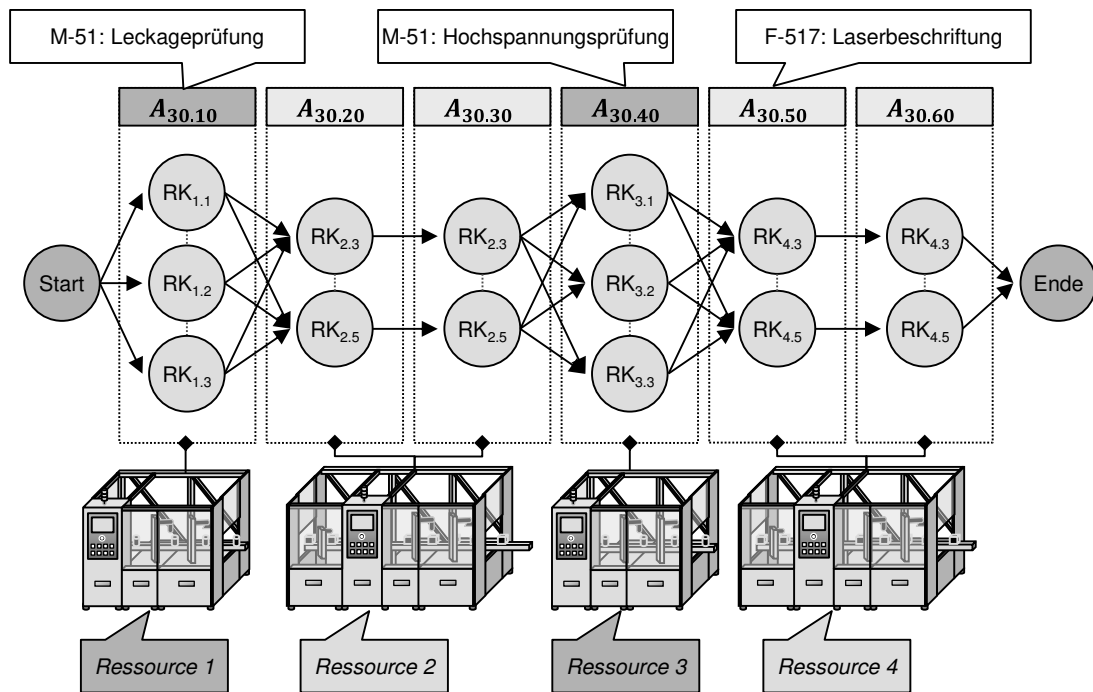 M-51: Leckageprüfung
M-51: Hochspannungsprüfung
F-517: Laserbeschriftung
A30.10
A30.20
A30.30
A30.40
A30.50
A30.60
RK1.1
RK3.1
RK2.3
RK2.3
RK4.3
RK4.3
Start
RK1.2
RK3.2
Ende
RK2.5
RK2.5
RK4.5
RK4.5
RK1.3
RK3.3
Ressource 1
Ressource 2
Ressource 3
Ressource 4